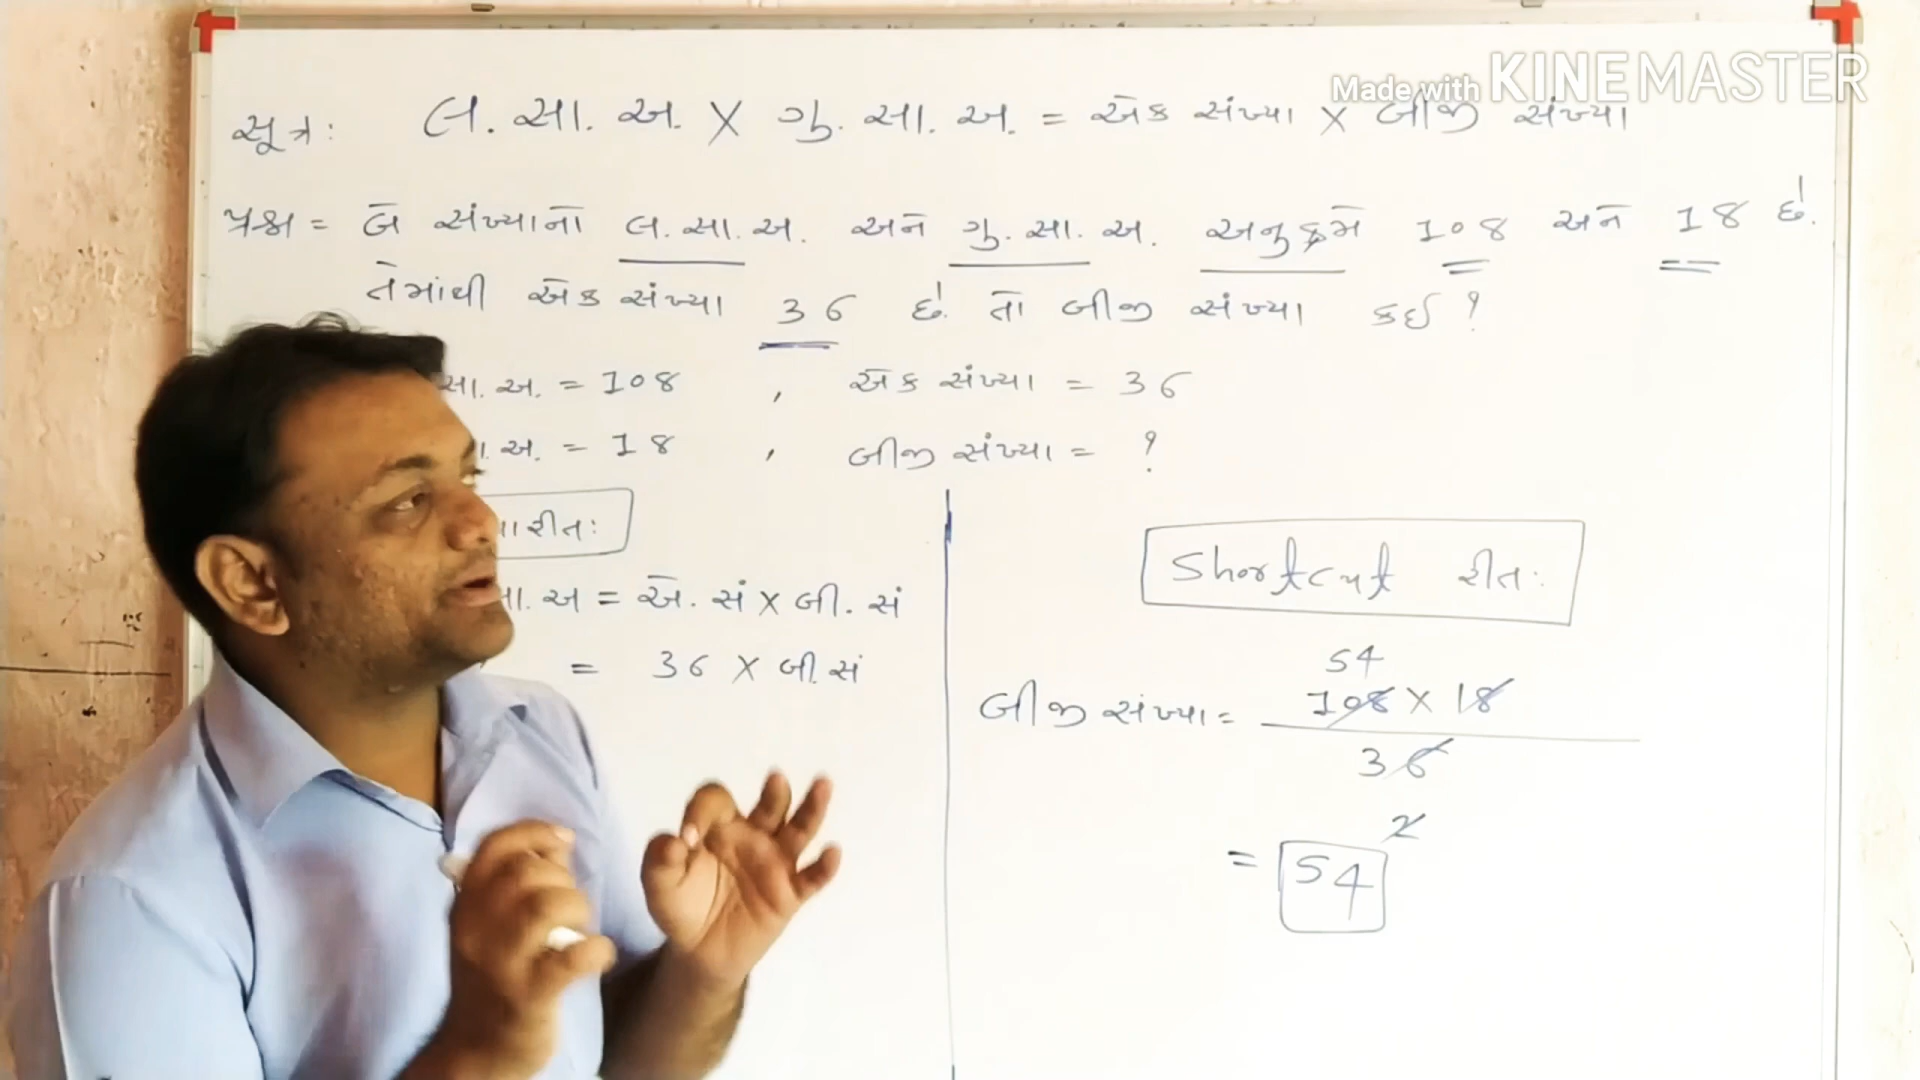 Made with KINEMASTER
સૂત્ર: લ. સા. અ. X ગુ. સા. અ. = એક સંખ્યા X બીજી સંખ્યા
પ્રશ્ન = બે સંખ્યાનો લ. સા. અ. અને ગુ. સા. અ. અનુક્રમે 108 અને 18 છે.
તેમાંથી એક સંખ્યા 36 છે. તો બીજી સંખ્યા કઈ ?
સા. અ. = 108 , એક સંખ્યા = 36
. અ. = 18 , બીજી સંખ્યા = ?
રીત:
Shortcut રીત:
. અ = એ. સં X બી. સં
= 36 X બી. સં
54
બીજી સંખ્યા = 108 X 18
36
2
= 54